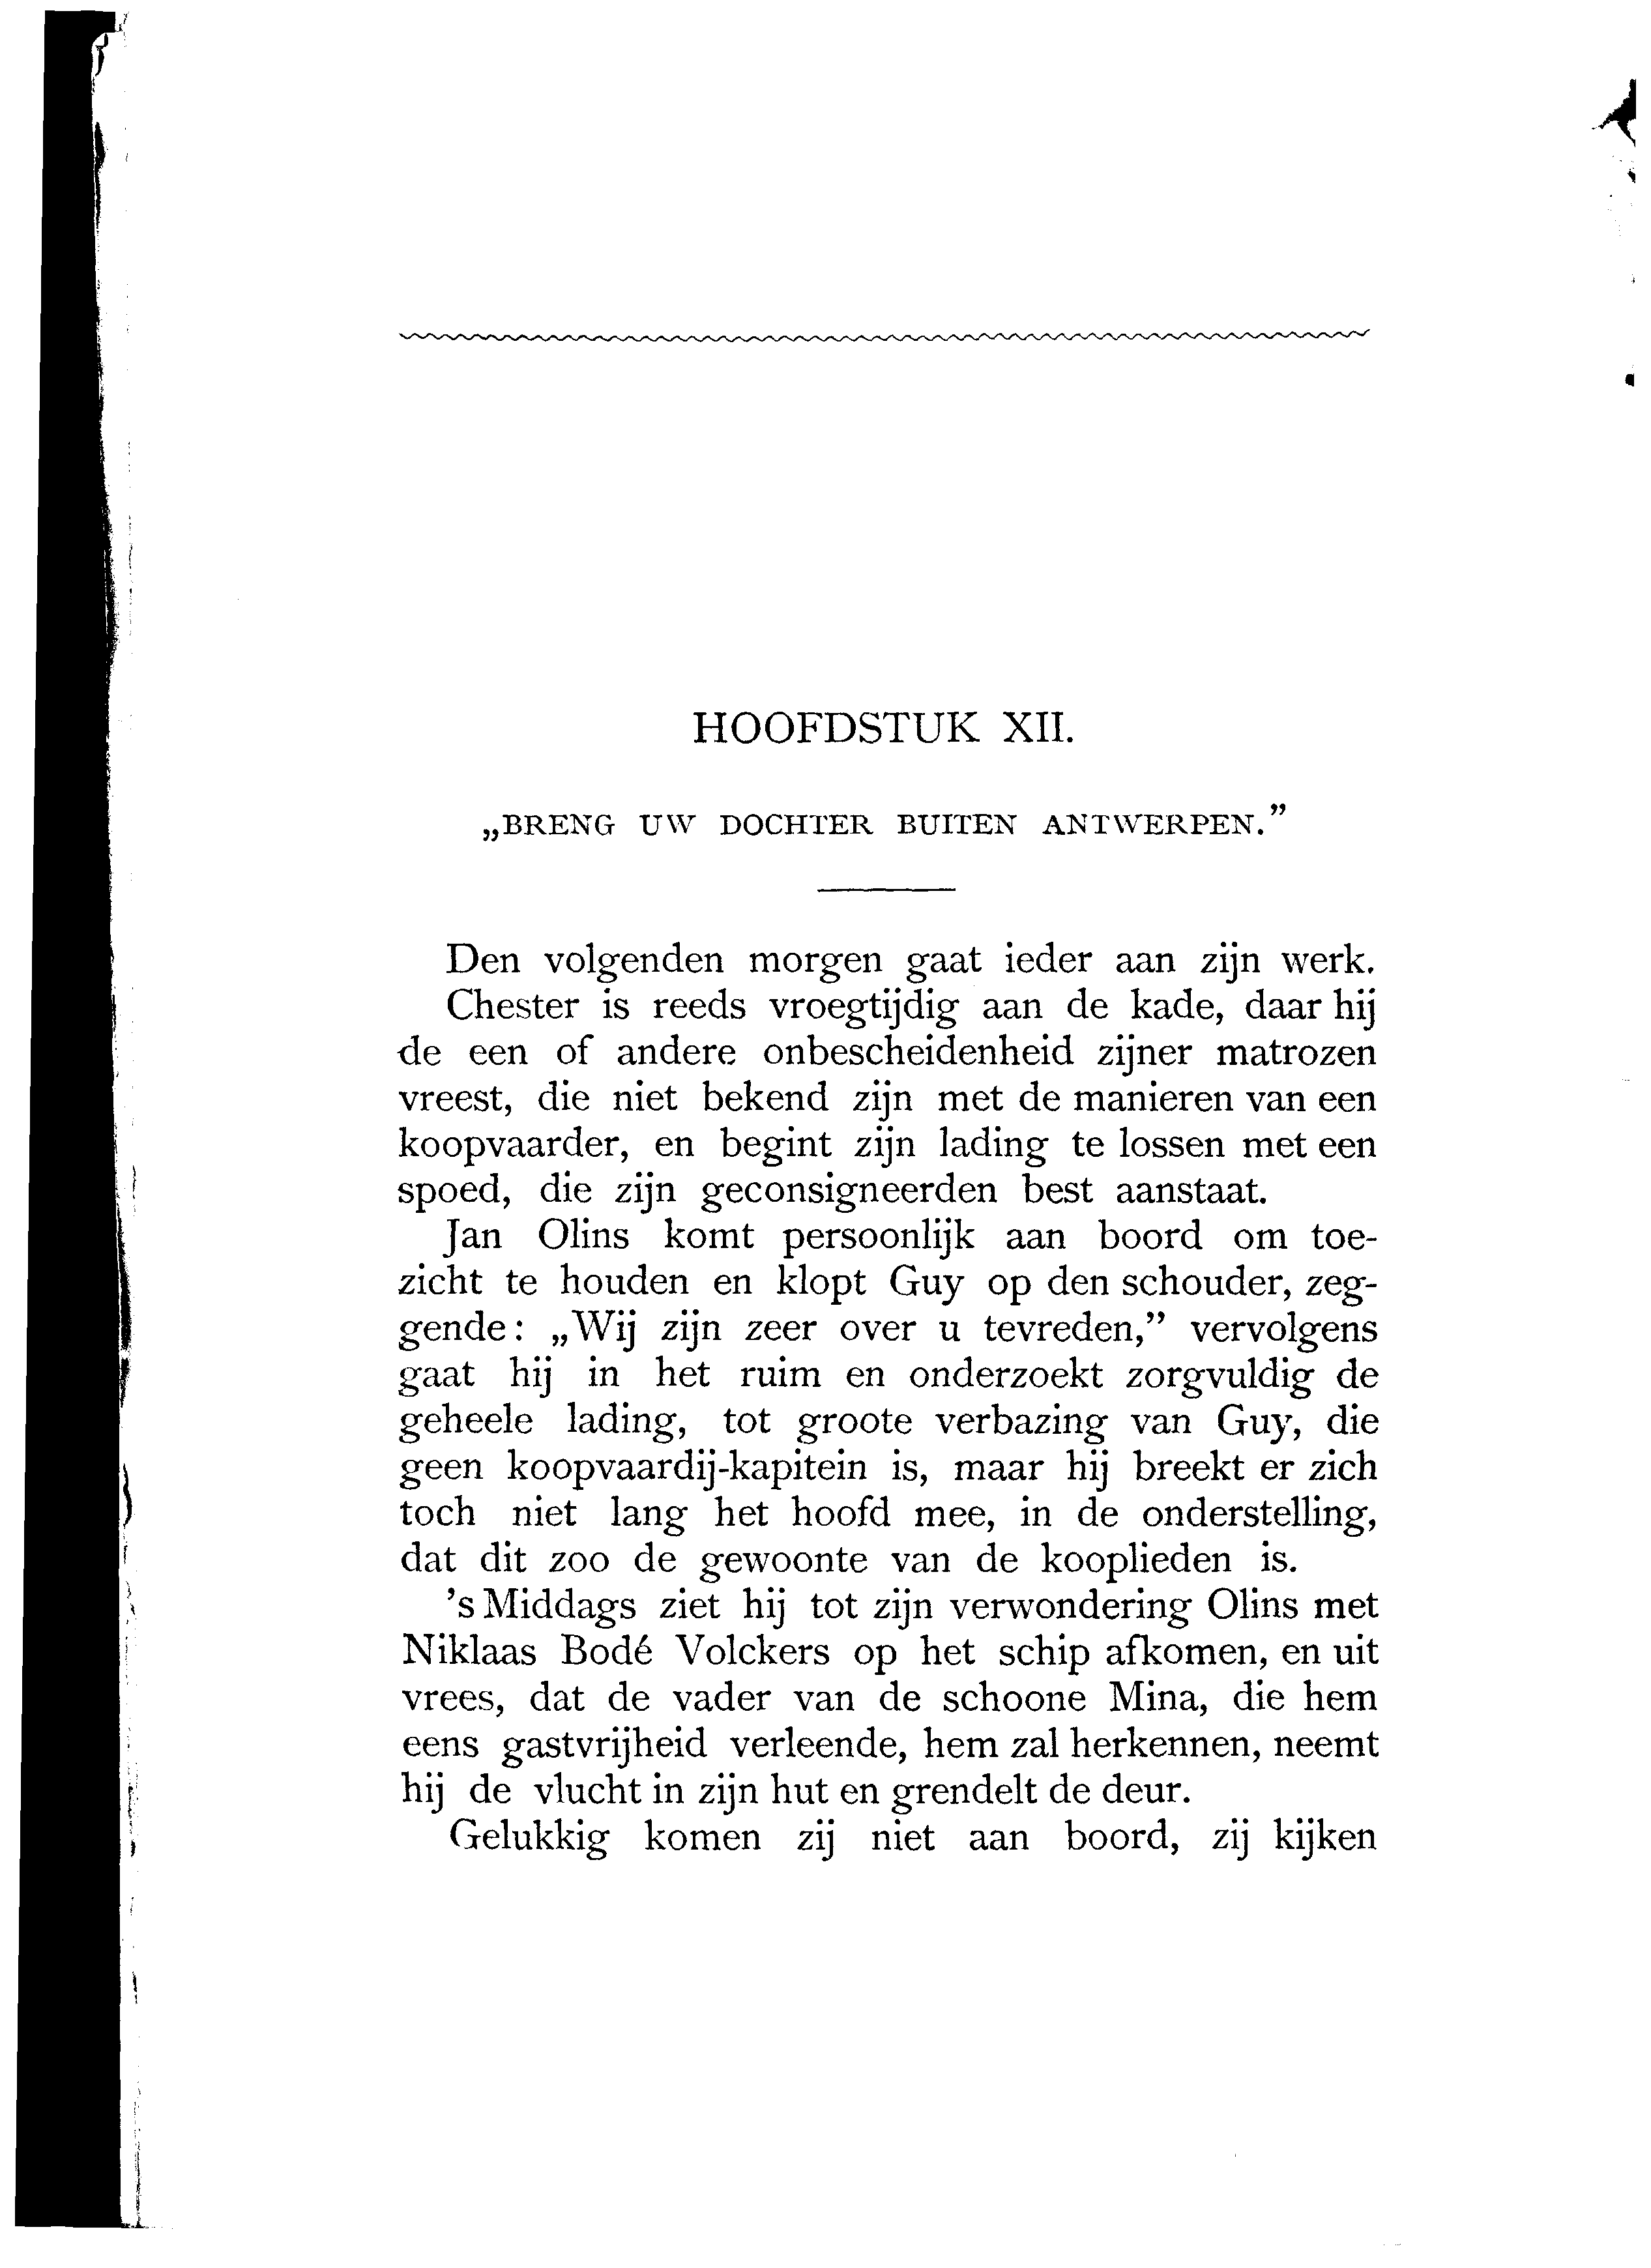 HOOFDSTUK XII.
„BRENG UW DOCHTER BUITEN ANTWERPEN.”
Den volgenden morgen gaat ieder aan zijn werk.
Chester is reeds vroegtijdig aan de kade, daar hij
de een of andere onbescheidenheid zijner matrozen
vreest, die niet bekend zijn met de manieren van een
koopvaarder, en begint zijn lading te lossen met een
spoed, die zijn geconsigneerden best aanstaat.
Jan Olins komt persoonlijk aan boord om toe-
zicht te houden en klopt Guy op den schouder, zeg-
gende: „Wij zijn zeer over u tevreden,” vervolgens
gaat hij in het ruim en onderzoekt zorgvuldig de
geheele lading, tot groote verbazing van Guy, die
geen koopvaardij-kapitein is, maar hij breekt er zich
toch niet lang het hoofd mee, in de onderstelling,
dat dit zoo de gewoonte van de kooplieden is.
’s Middags ziet hij tot zijn verwondering Olins met
Niklaas Bodé Volckers op het schip afkomen, en uit
vrees, dat de vader van de schoone Mina, die hem
eens gastvrijheid verleende, hem zal herkennen, neemt
hij de vlucht in zijn hut en grendelt de deur.
Gelukkig komen zij niet aan boord, zij kijken